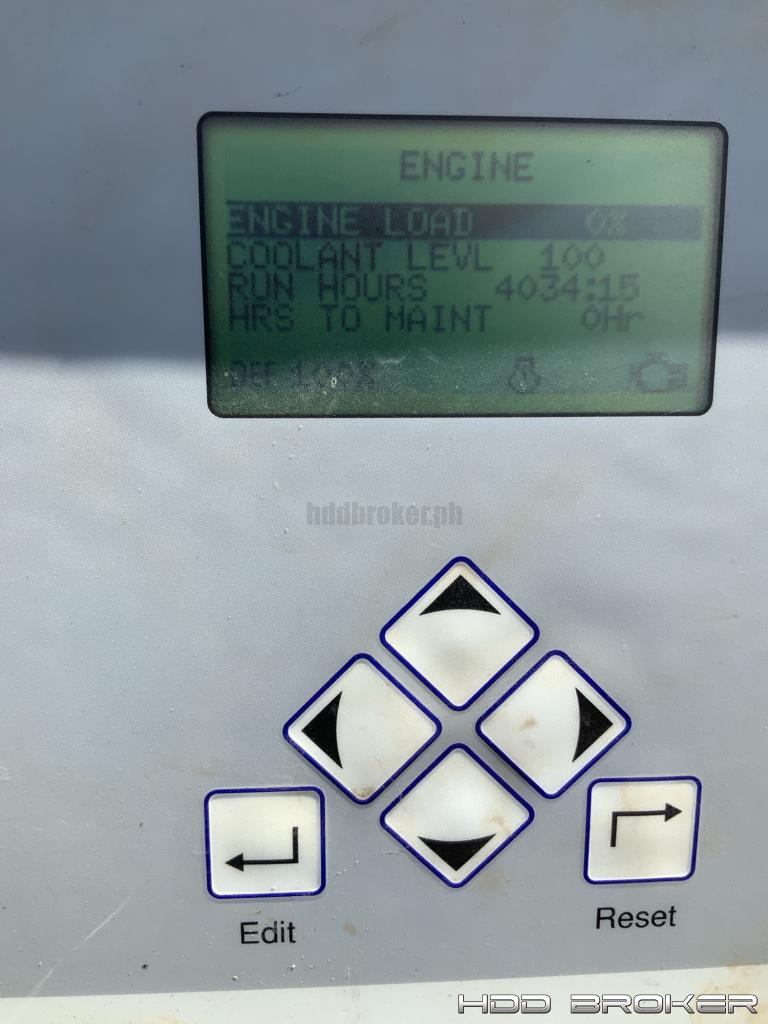 ENGINE
ENGINE LOAD 0%
COOLANT LEVL 100
RUN HOURS 4034:15
HRS TO MAINT 0Hr
DEF 100%
hddbroker.ph
Edit
Reset
HDD BROKER